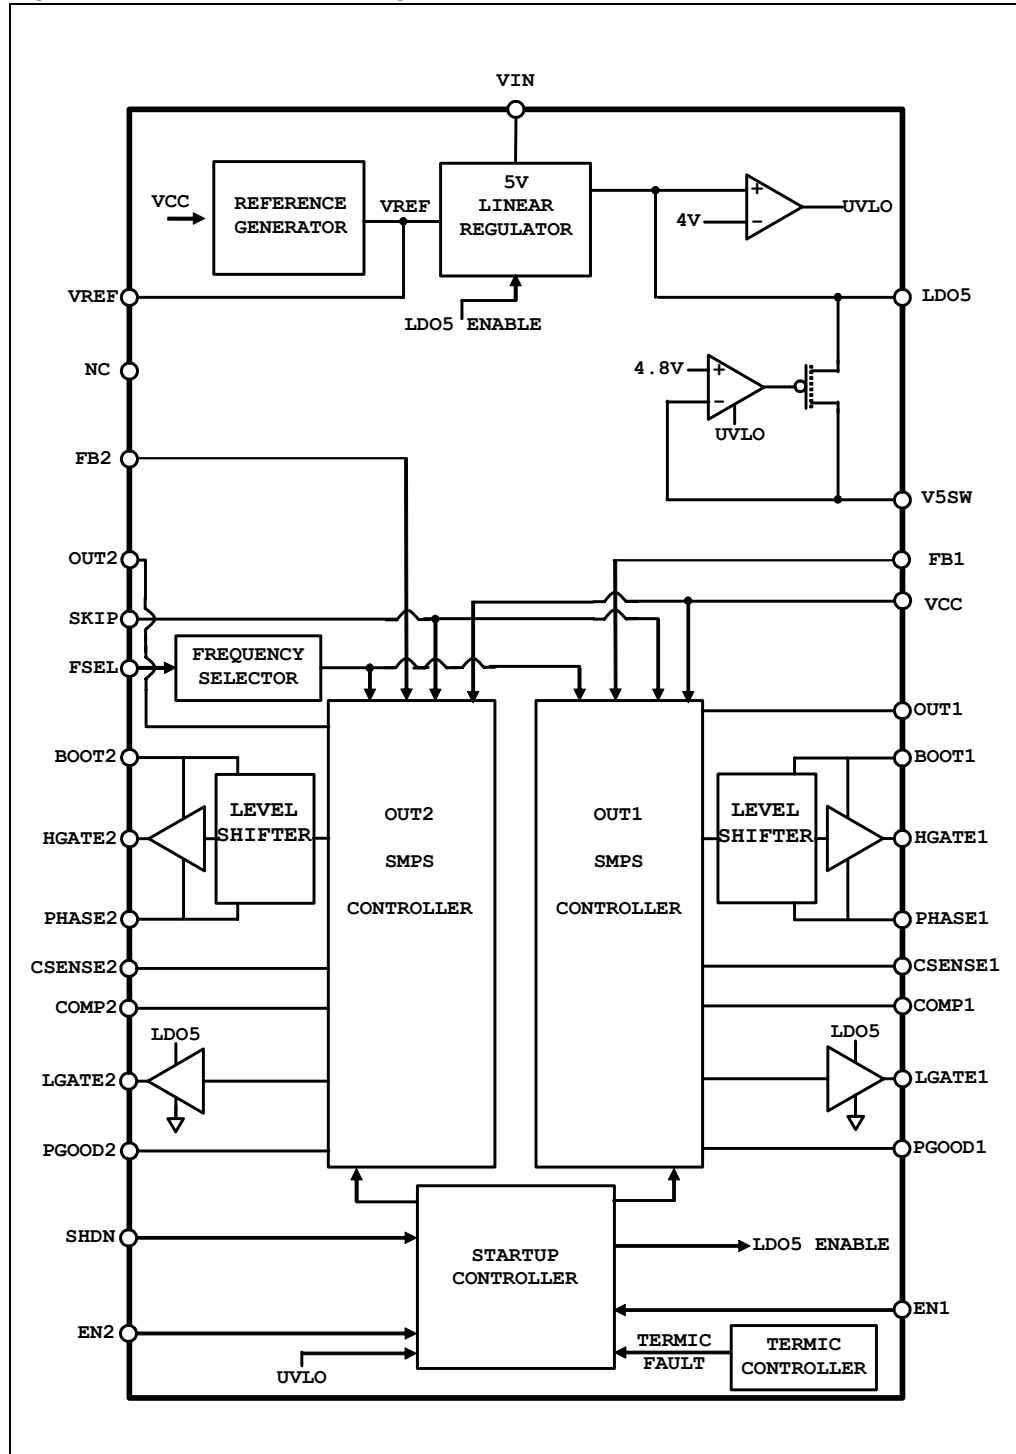 VIN
VCC
REFERENCE
GENERATOR
VREF
5V
LINEAR
REGULATOR
+
4V
−
UVLO
VREF
LDO5 ENABLE
LDO5
NC
4.8V
+
−
UVLO
FB2
V5SW
OUT2
FB1
SKIP
VCC
FSEL
FREQUENCY
SELECTOR
OUT1
BOOT2
BOOT1
LEVEL
SHIFTER
OUT2
SMPS
CONTROLLER
OUT1
SMPS
CONTROLLER
LEVEL
SHIFTER
HGATE2
HGATE1
PHASE2
PHASE1
CSENSE2
CSENSE1
COMP2
COMP1
LDO5
LDO5
LGATE2
LGATE1
PGOOD2
PGOOD1
SHDN
STARTUP
CONTROLLER
LDO5 ENABLE
EN1
EN2
UVLO
TERMIC
FAULT
TERMIC
CONTROLLER